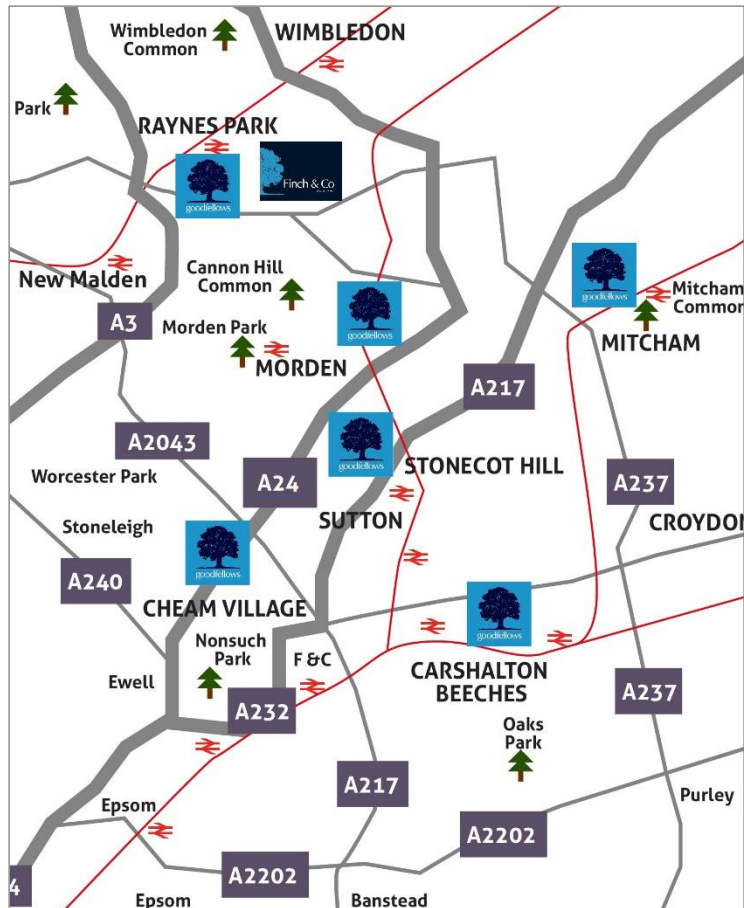 Wimbledon
Common
WIMBLEDON
Park
RAYNES PARK
goodfellows
Finch & Co
New Malden
Cannon Hill
Common
goodfellows
Mitcham
Common
A3
Morden Park
goodfellows
MORDEN
MITCHAM
A217
A2043
goodfellows
STONECOT HILL
Worcester Park
A24
A237
SUTTON
CROYDON
Stoneleigh
goodfellows
A240
CHEAM VILLAGE
goodfellows
Nonsuch
Park
F &C
Ewell
CARSHALTON
BEECHES
A232
A237
Oaks
Park
A217
Epsom
Purley
A2202
A2202
4
Epsom
Banstead